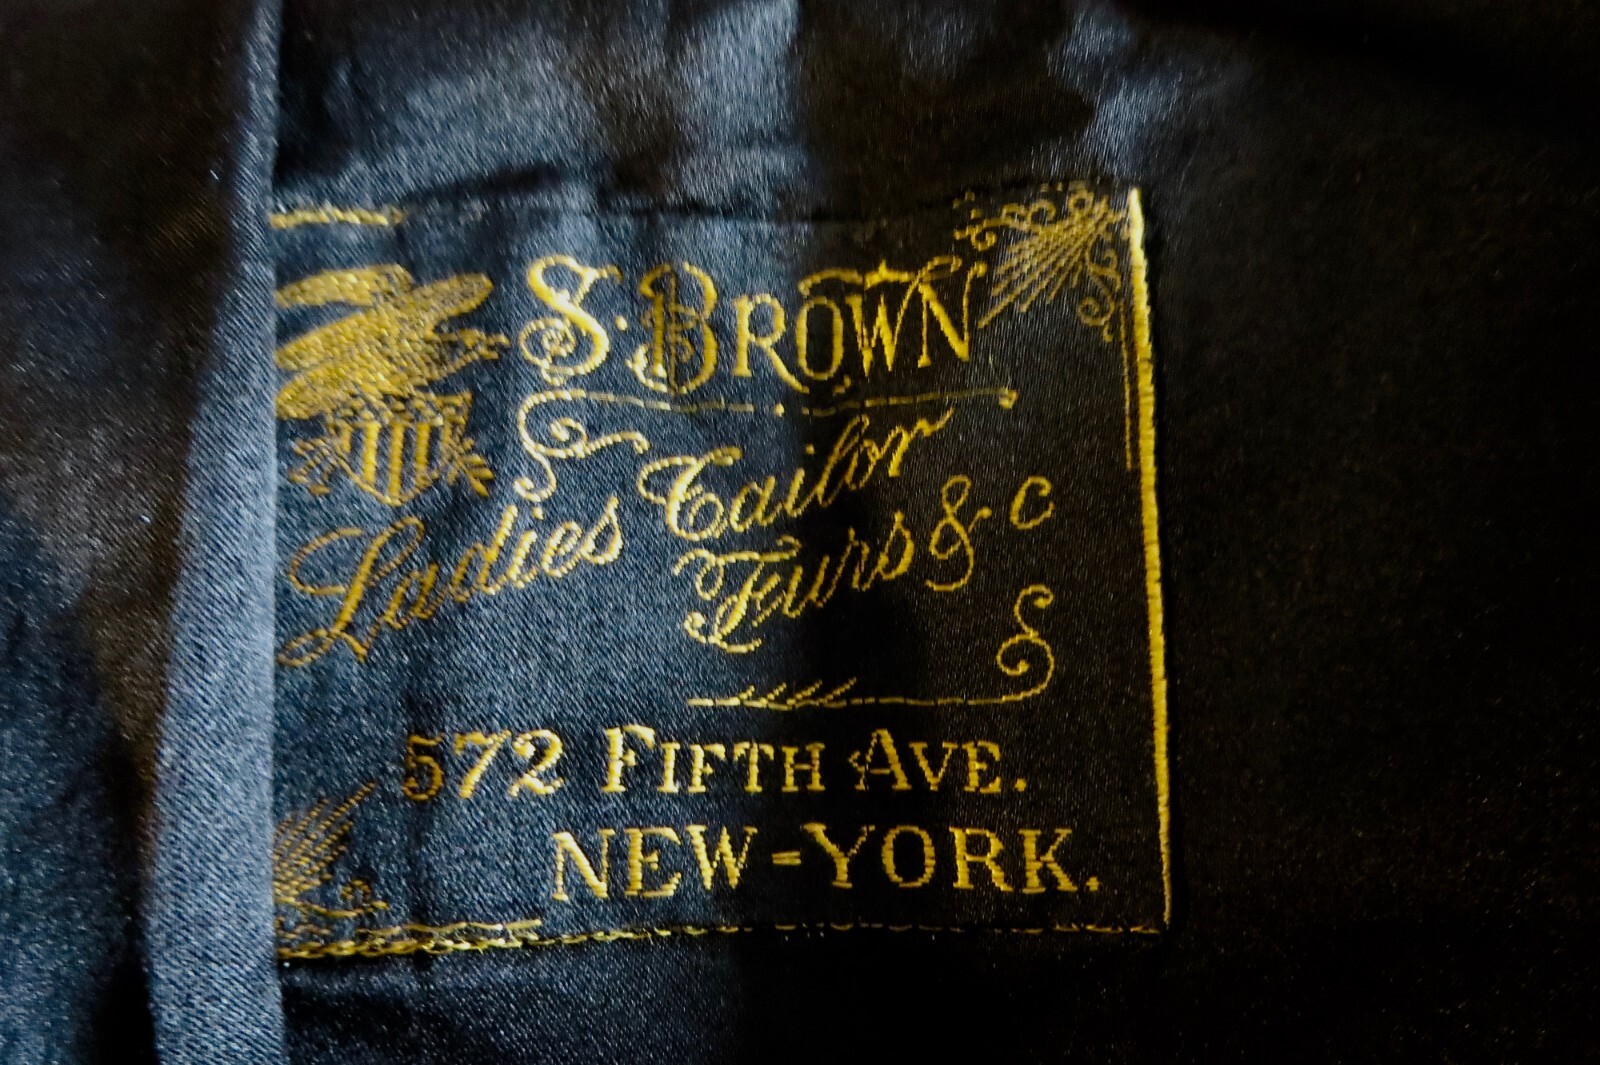 S. BROWN
Ladies Tailor
Furs & c
572 FIFTH AVE.
NEW-YORK.